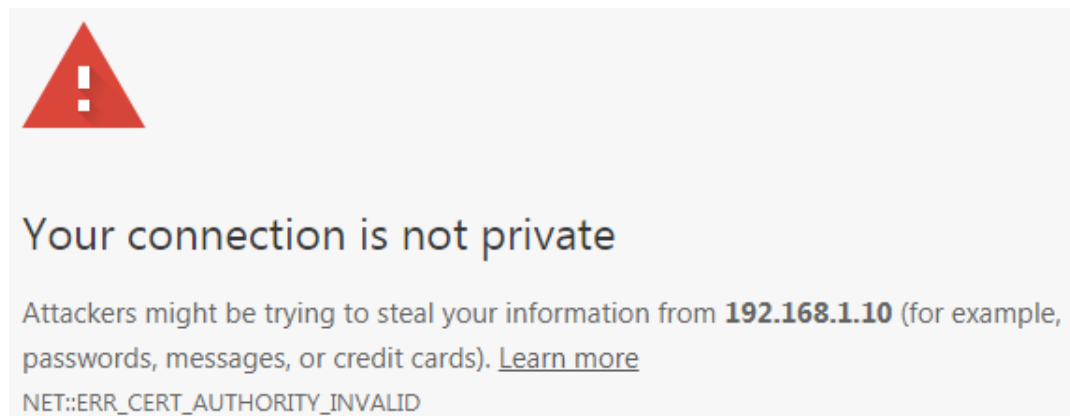 Your connection is not private
Attackers might be trying to steal your information from 192.168.1.10 (for example,
passwords, messages, or credit cards). Learn more
NET::ERR_CERT_AUTHORITY_INVALID